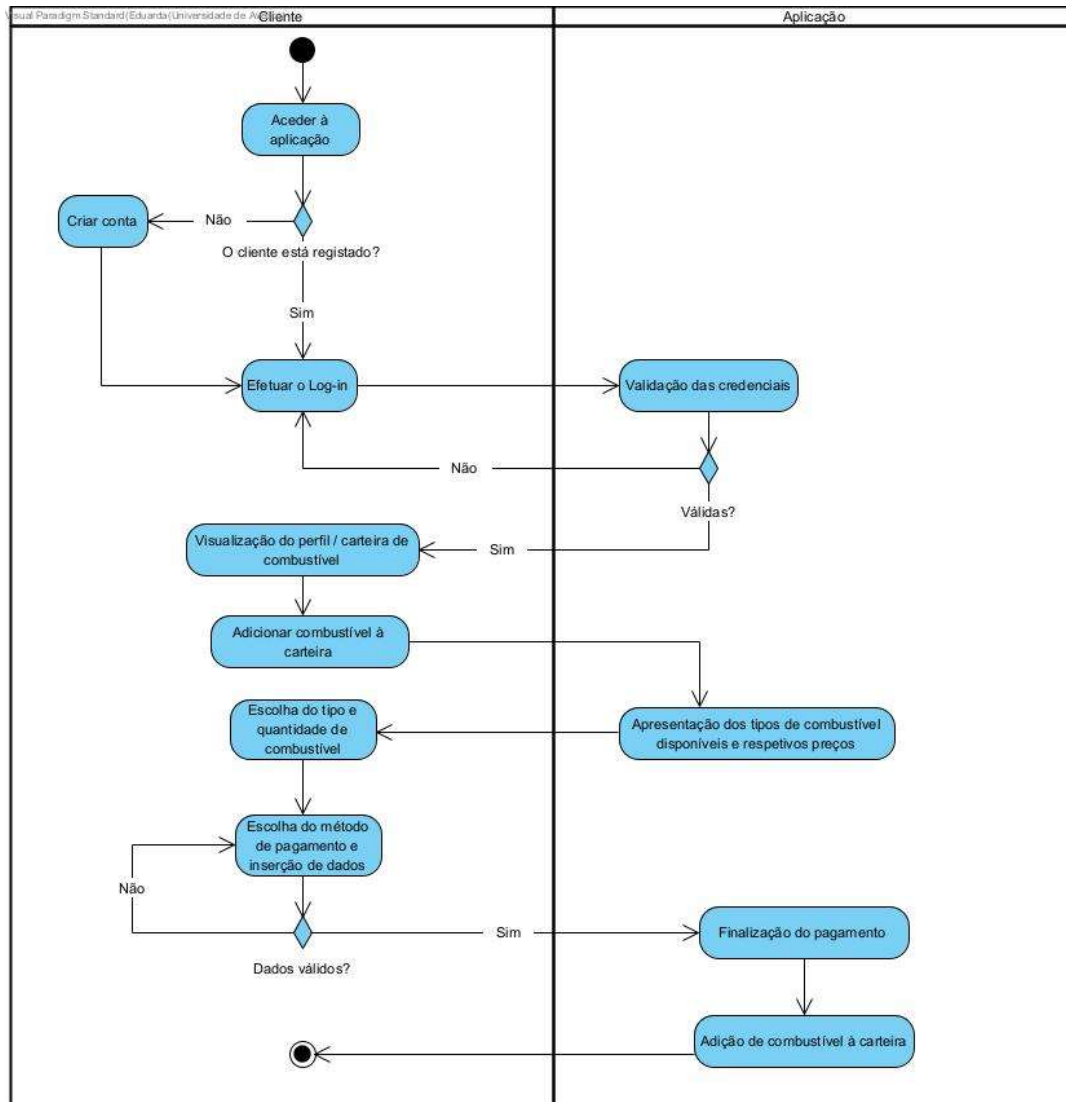 Visual Paradigm Standard(Eduarda(Universidade de
Cliente
Aplicação
Aceder à
aplicação
Criar conta
Não
O cliente está registado?
Sim
Efetuar o Log-in
Validação das credenciais
Não
Válidas?
Visualização do perfil / carteira de
combustível
Sim
Adicionar combustível à
carteira
Escolha do tipo e
quantidade de
combustível
Apresentação dos tipos de combustível
disponíveis e respetivos preços
Escolha do método
de pagamento e
inserção de dados
Não
Sim
Finalização do pagamento
Dados válidos?
Adição de combustível à carteira